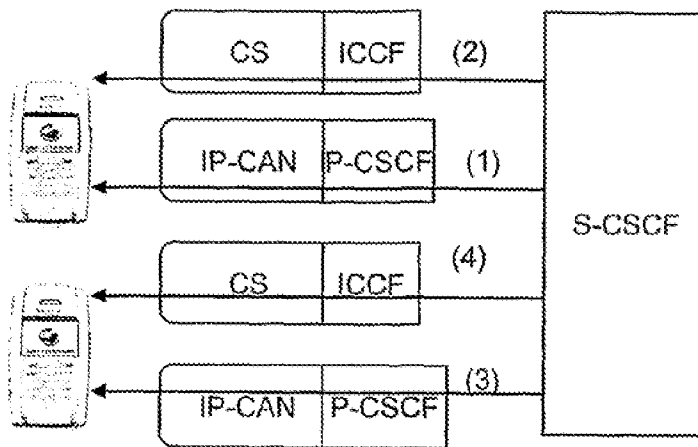 CS ICCF (2)
IP-CAN P-CSCF (1)
S-CSCF
CS ICCF (4)
IP-CAN P-CSCF (3)